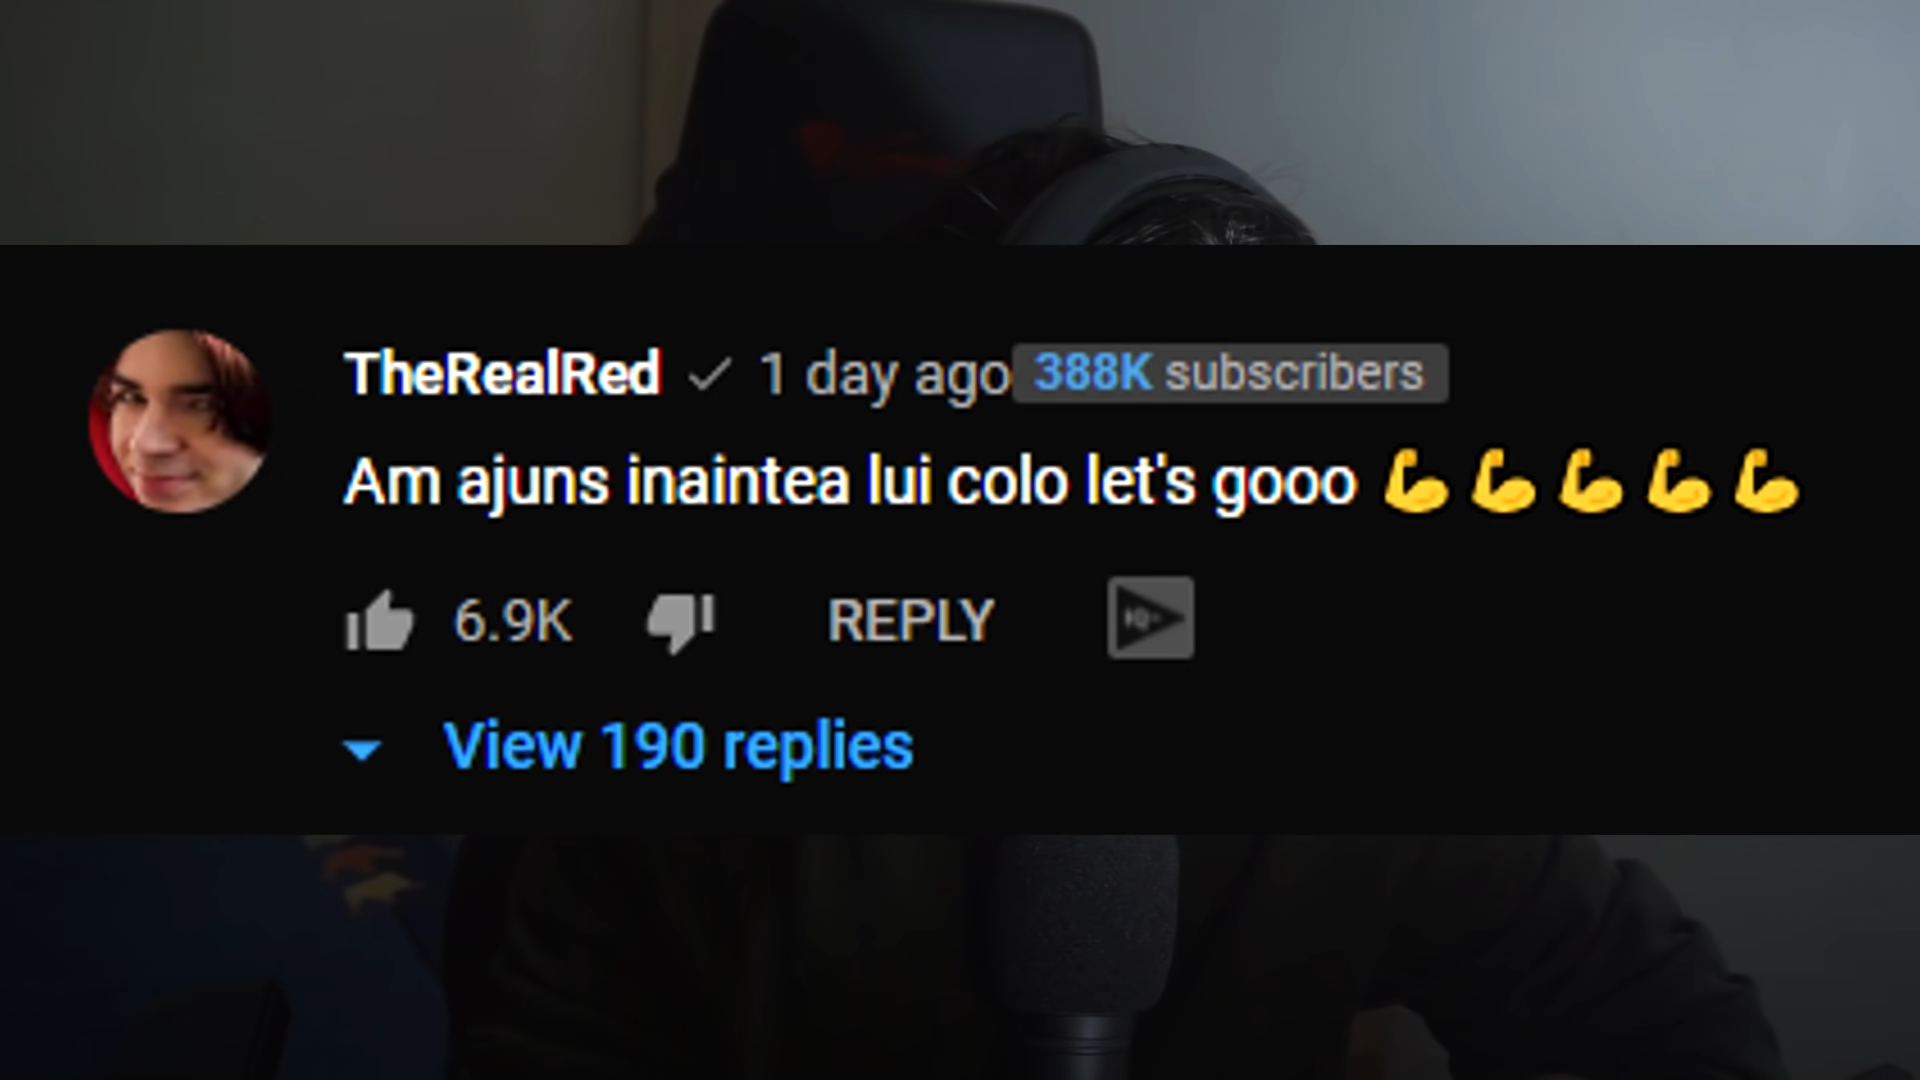 TheRealRed ✓ 1 day ago 388K subscribers
Am ajuns inaintea lui colo let's gooo 💪💪💪💪💪
6.9K REPLY
View 190 replies